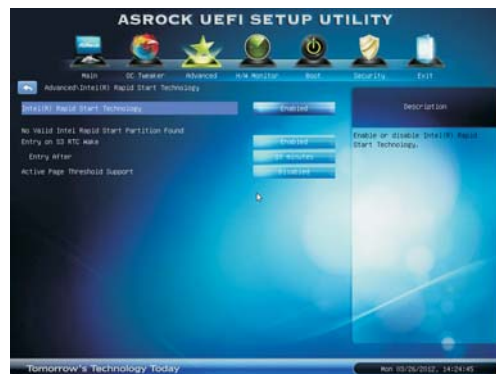 ASROCK UEFI SETUP UTILITY
Main OC Tweaker Advanced H/W Monitor Boot Security Exit
Advanced\Intel(R) Rapid Start Technology
Intel(R) Rapid Start Technology Enabled
Description
Enable or disable Intel(R) Rapid
Start Technology.
No Valid Intel Rapid Start Partition Found
Entry on S3 RTC Wake Enabled
Entry After 10 minutes
Active Page Threshold Support Disabled
Tomorrow's Technology Today
Mon 03/26/2012, 14:24:45